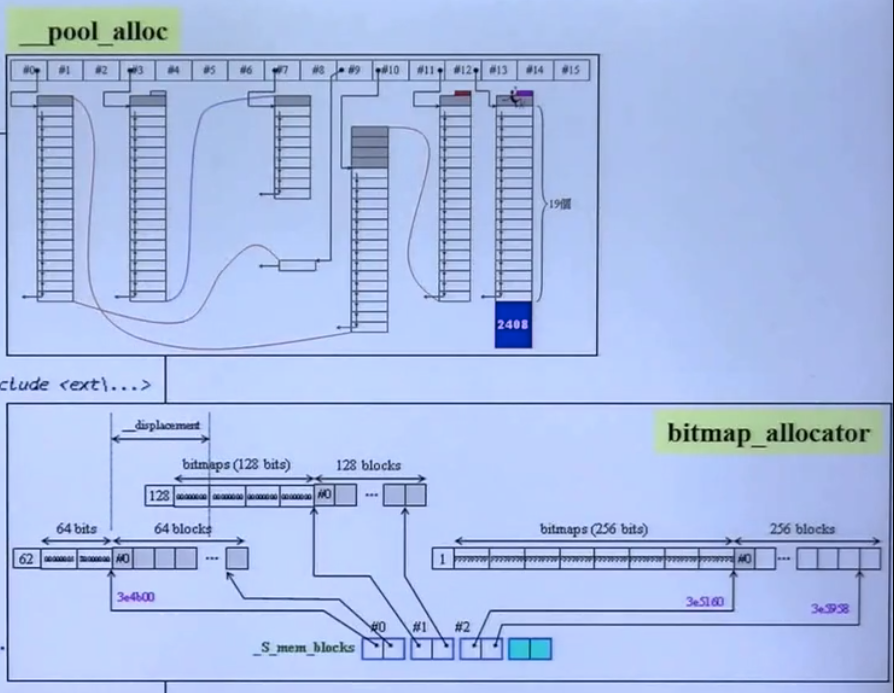 __pool_alloc
#0 #1 #2 #3 #4 #5 #6 #7 #8 #9 #10 #11 #12 #13 #14 #15
19個
2408
clude <ext\...>
bitmap_allocator
__displacement
bitmaps (128 bits) 128 blocks
128 #0 ...
64 bits 64 blocks bitmaps (256 bits) 256 blocks
62 #0 ... 1 #0 ...
3e4b00 3e5160 3e5958
#0 #1 #2
_S_mem_blocks